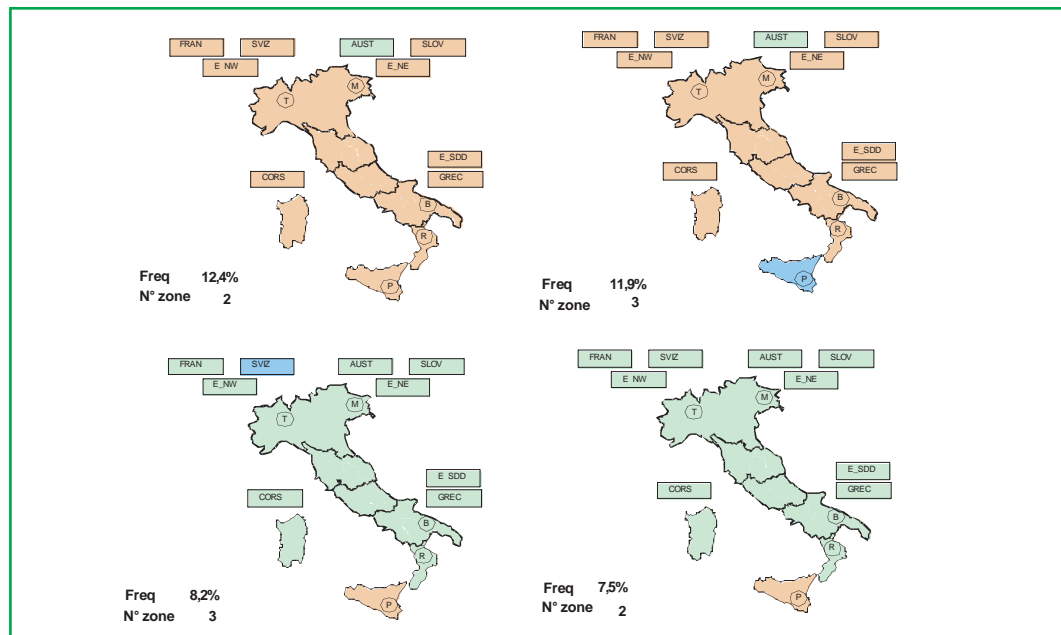 FRAN SVIZ AUST SLOV
E_NW E_NE
M
T
E_SDD
CORS GREC
B
R
P
Freq 12,4%
N° zone 2
FRAN SVIZ AUST SLOV
E_NW E_NE
M
T
E_SDD
CORS GREC
B
R
P
Freq 11,9%
N° zone 3
FRAN SVIZ AUST SLOV
E_NW E_NE
M
T
E_SDD
CORS GREC
B
R
P
Freq 8,2%
N° zone 3
FRAN SVIZ AUST SLOV
E_NW E_NE
M
T
E_SDD
CORS GREC
B
R
P
Freq 7,5%
N° zone 2